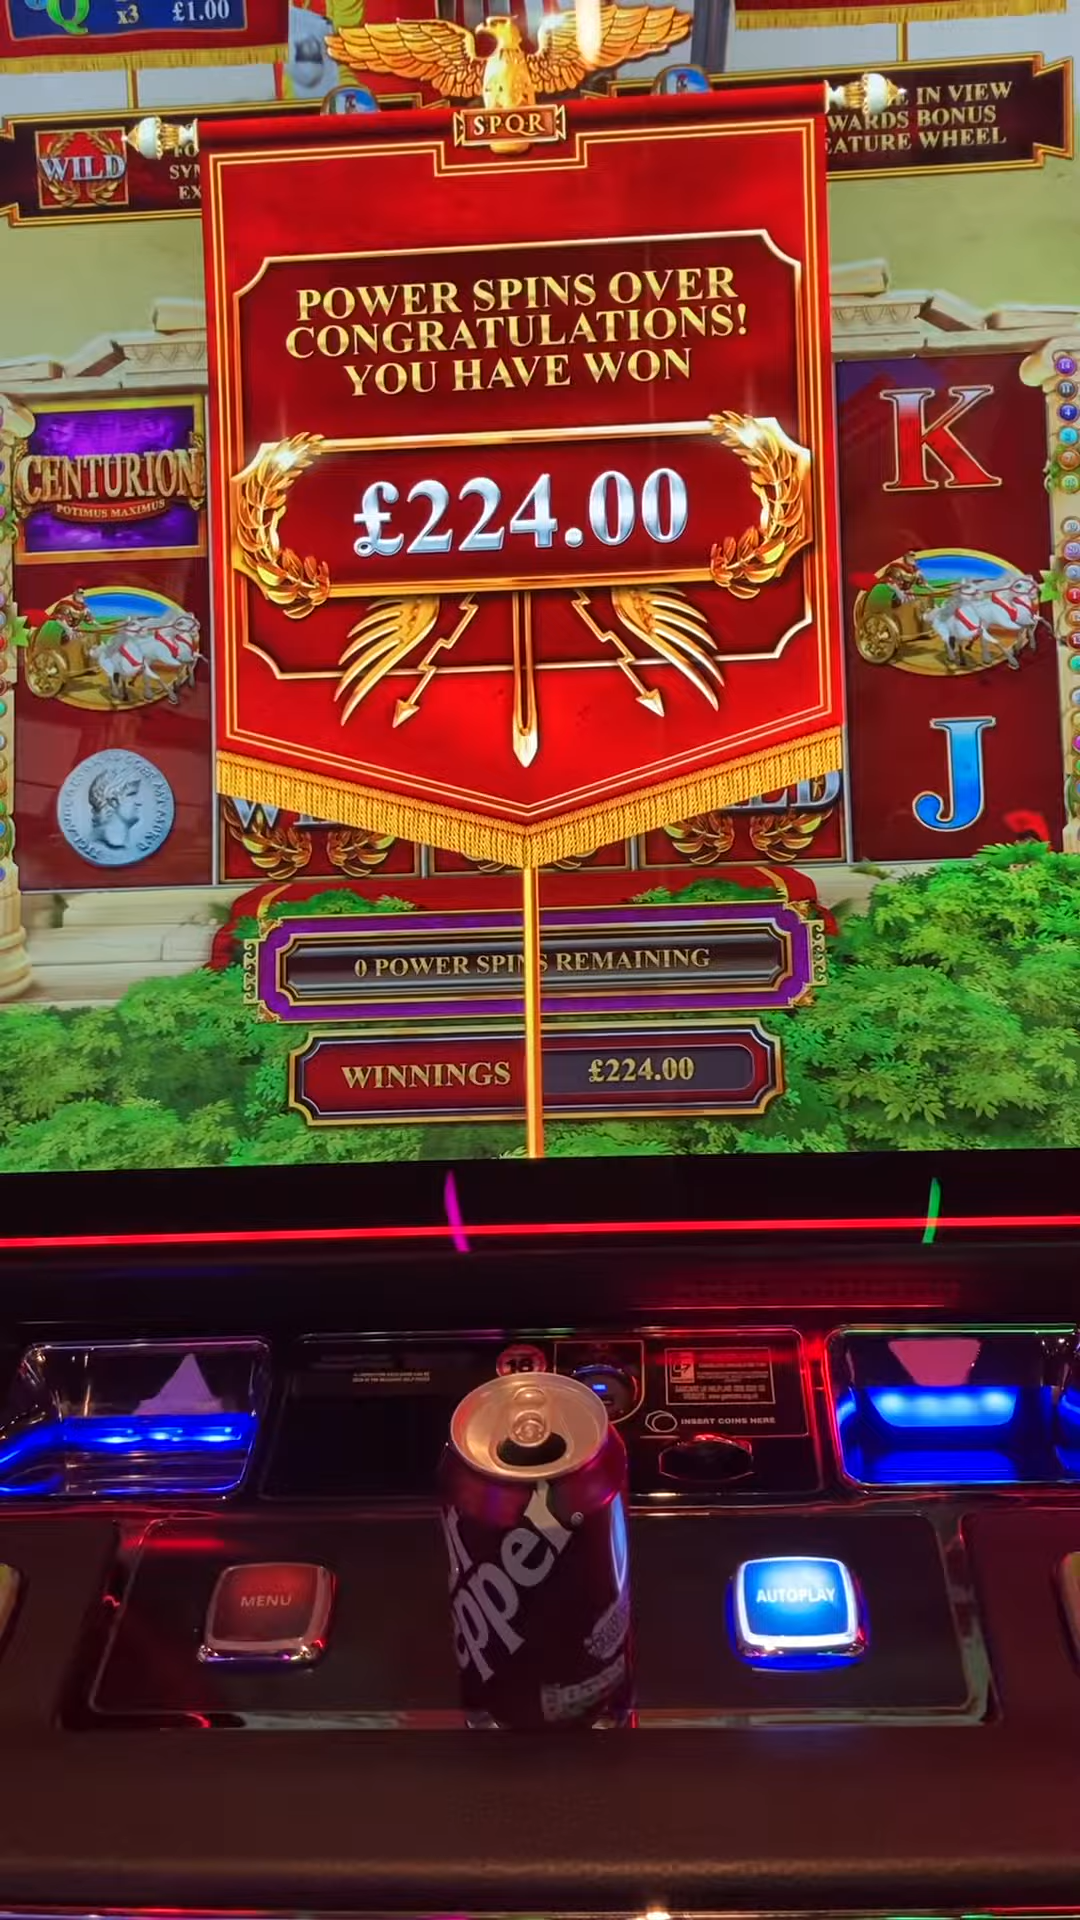 x3 £1.00
SPQR
WILD
E IN VIEW
WARDS BONUS
EATURE WHEEL
POWER SPINS OVER
CONGRATULATIONS!
YOU HAVE WON
£224.00
CENTURION
POTIMUS MAXIMUS
K
J
0 POWER SPINS REMAINING
WINNINGS £224.00
18
INSERT COINS HERE
Dr Pepper
MENU
AUTOPLAY